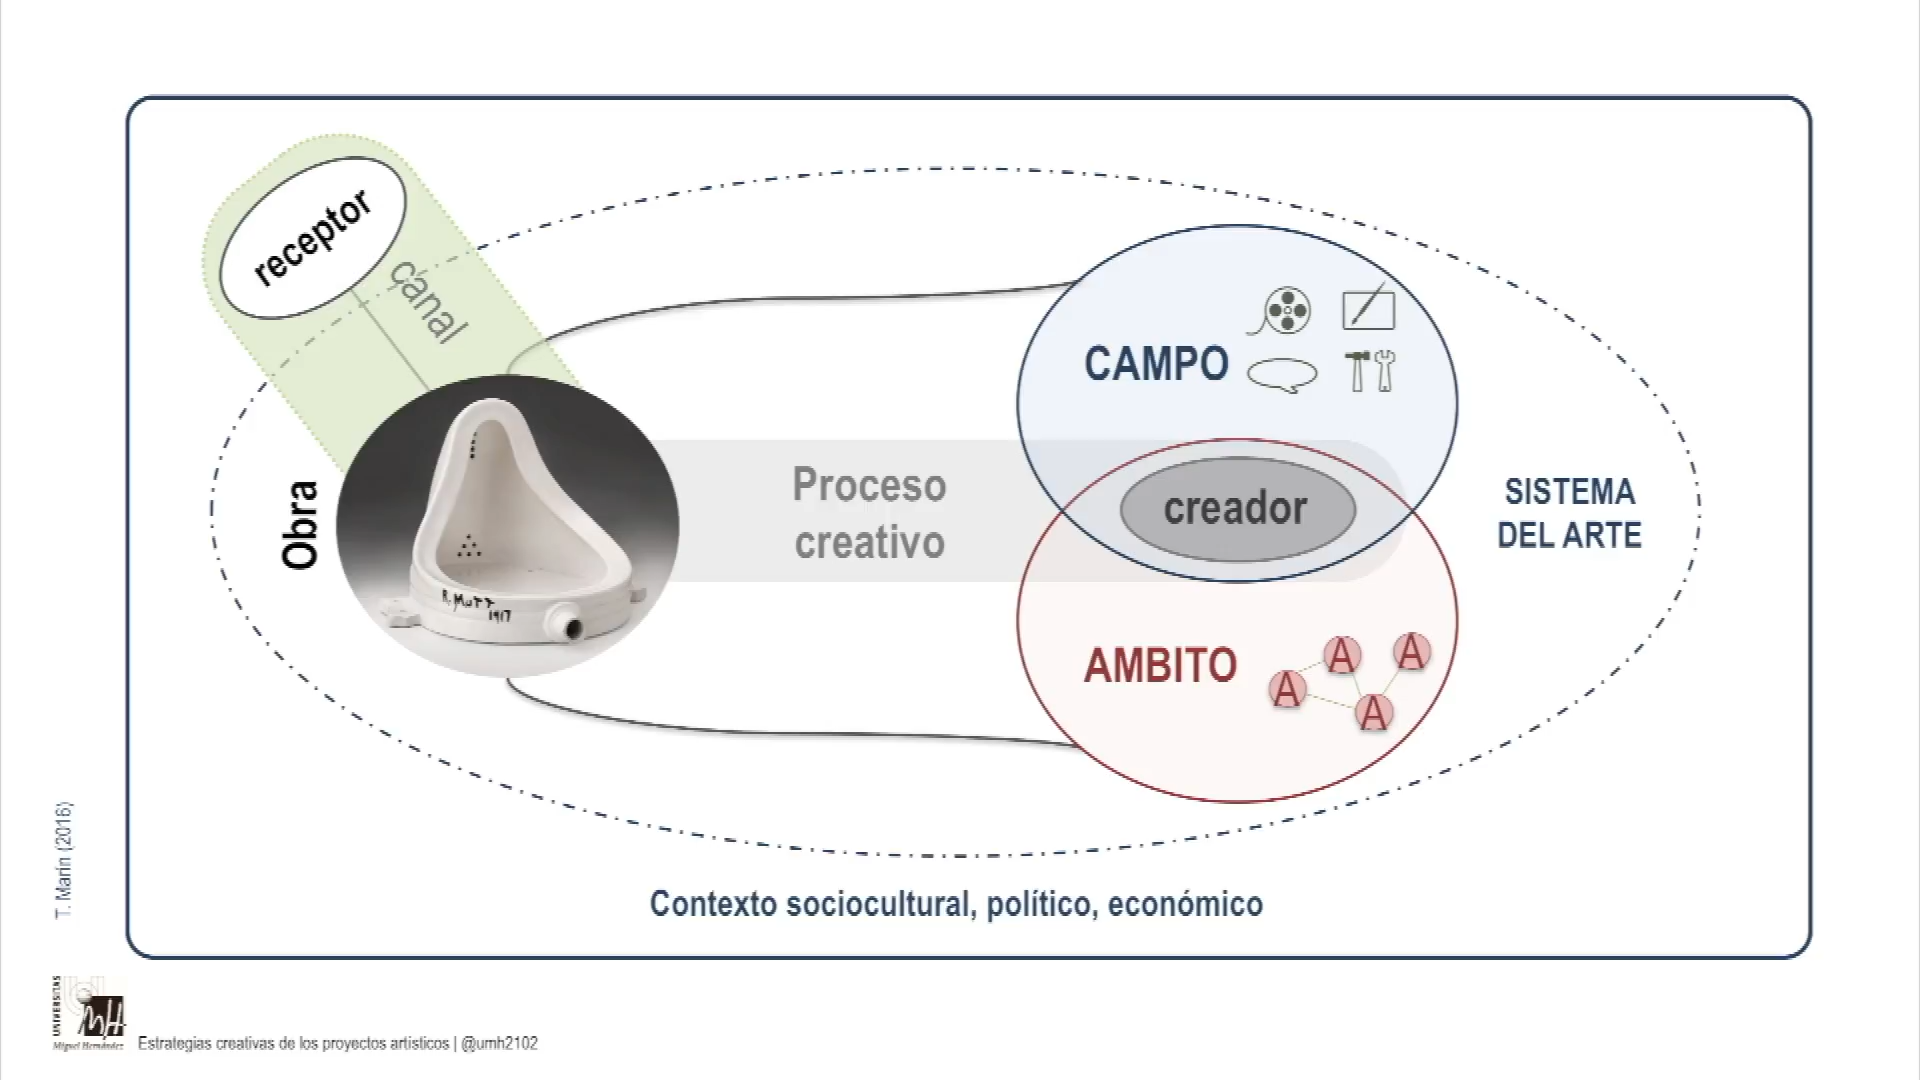 receptor
canal
CAMPO
Proceso
creativo
creador
SISTEMA
DEL ARTE
Obra
R. MUTT
1917
AMBITO
A
A
A
A
Contexto sociocultural, político, económico
T. Marín (2016)
UNIVERSITAS
Miguel Hernández
Estrategias creativas de los proyectos artísticos | @umh2102